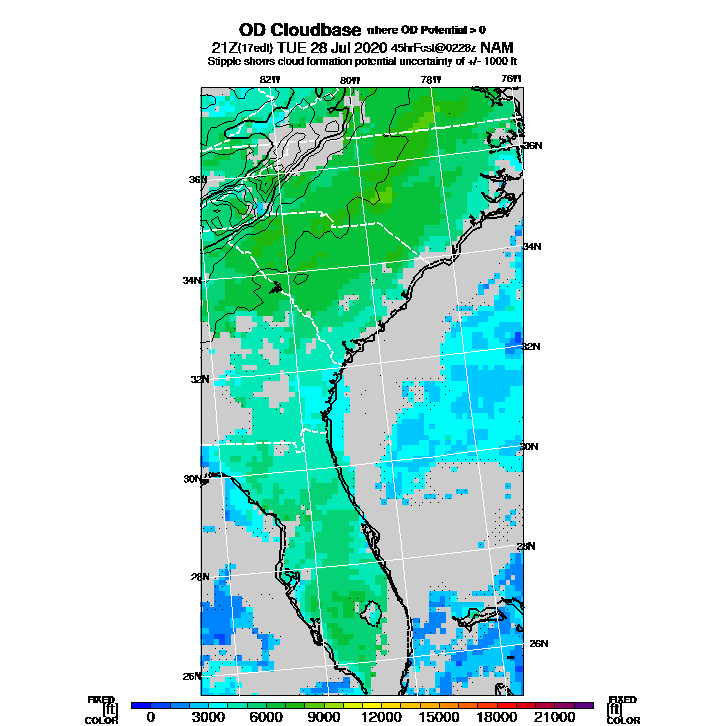 OD Cloudbase where OD Potential > 0
21Z(17edt) TUE 28 Jul 2020 45hrFcst@0228z NAM
Stipple shows cloud formation potential uncertainty of +/- 1000 ft
82W 80W 78W 76W
36N 36N
34N 34N
32N 32N
30N 30N
28N 28N
26N 26N
FIXED FIXED
[ft] [ft]
COLOR COLOR
0 3000 6000 9000 12000 15000 18000 21000